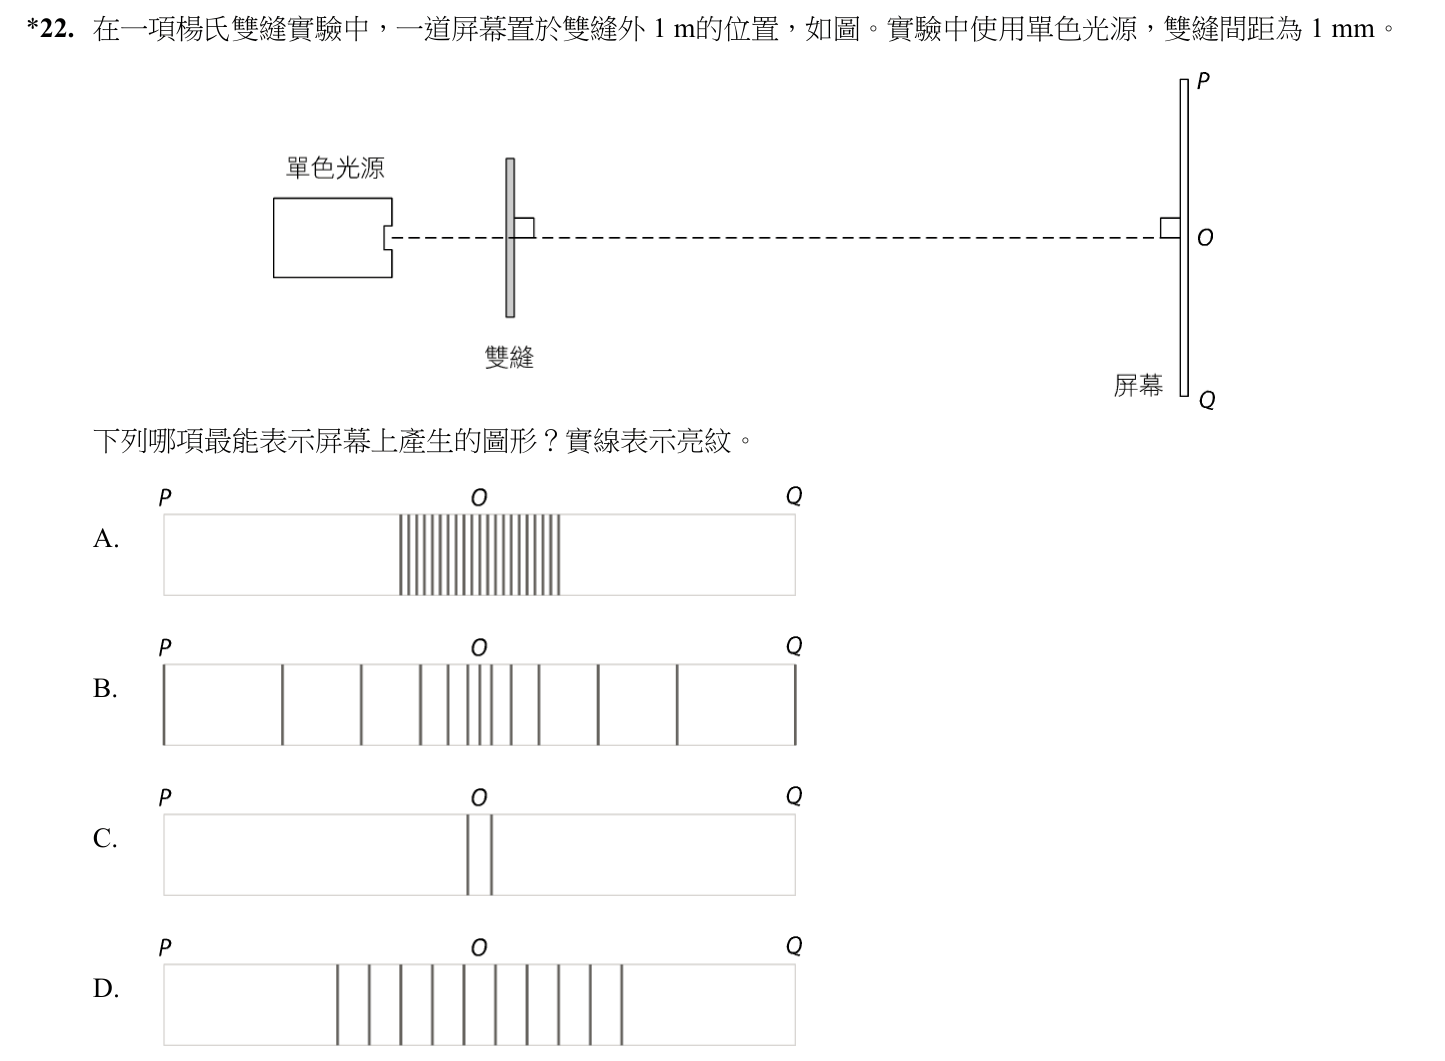 *22. 在一項楊氏雙縫實驗中，一道屏幕置於雙縫外 1 m的位置，如圖。實驗中使用單色光源，雙縫間距為 1 mm。
P
單色光源
O
雙縫
屏幕
Q
下列哪項最能表示屏幕上產生的圖形？實線表示亮紋。
P O Q
A.
P O Q
B.
P O Q
C.
P O Q
D.